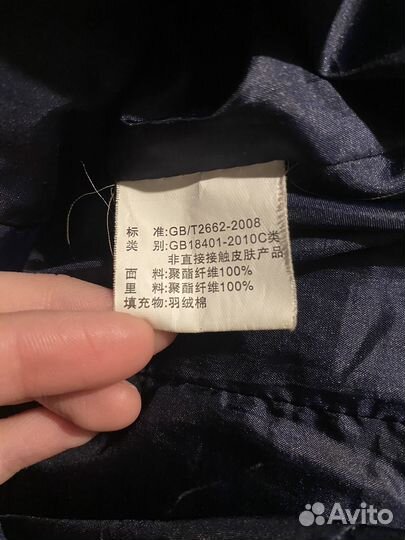 标　准:GB/T2662-2008
类　别:GB18401-2010C类
非直接接触皮肤产品
面　料:聚酯纤维100%
里　料:聚酯纤维100%
填充物:羽绒棉
Avito